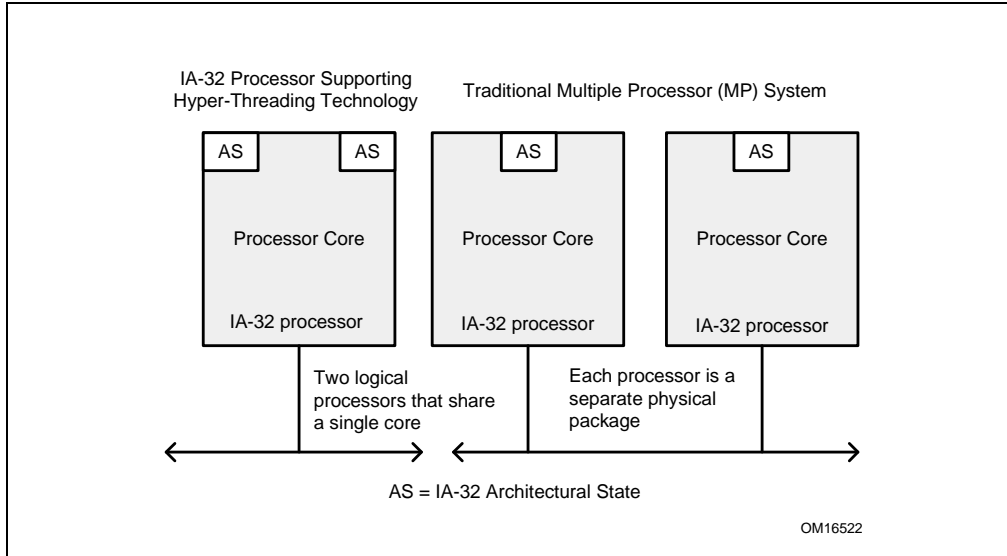 IA-32 Processor Supporting
Hyper-Threading Technology
Traditional Multiple Processor (MP) System
AS
AS
AS
AS
Processor Core
Processor Core
Processor Core
IA-32 processor
IA-32 processor
IA-32 processor
Two logical
processors that share
a single core
Each processor is a
separate physical
package
AS = IA-32 Architectural State
OM16522